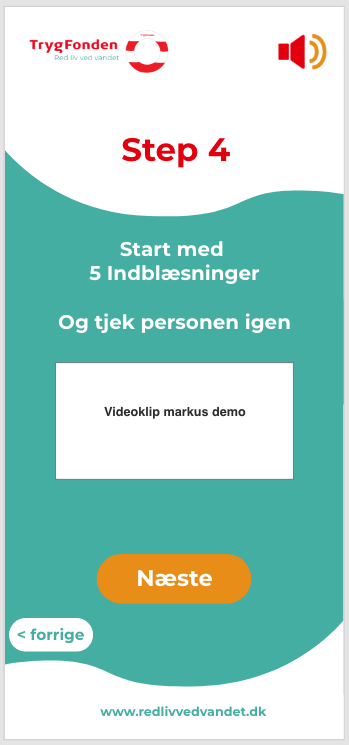 TrygFonden
Red liv ved vandet
Step 4
Start med
5 Indblæsninger
Og tjek personen igen
Videoklip markus demo
Næste
< forrige
www.redlivvedvandet.dk